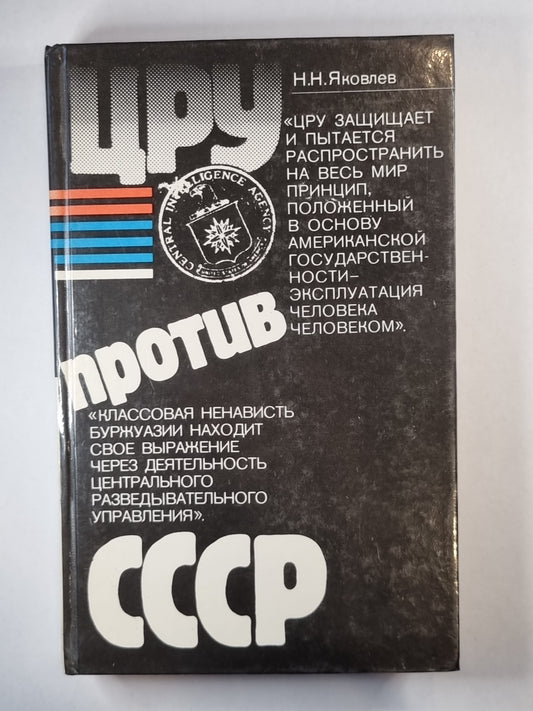 ЦРУ
Н.Н.Яковлев
«ЦРУ ЗАЩИЩАЕТ
И ПЫТАЕТСЯ
РАСПРОСТРАНИТЬ
НА ВЕСЬ МИР
ПРИНЦИП,
ПОЛОЖЕННЫЙ
В ОСНОВУ
АМЕРИКАНСКОЙ
ГОСУДАРСТВЕН-
НОСТИ–
ЭКСПЛУАТАЦИЯ
ЧЕЛОВЕКА
ЧЕЛОВЕКОМ».
CENTRAL INTELLIGENCE AGENCY
против
«КЛАССОВАЯ НЕНАВИСТЬ
БУРЖУАЗИИ НАХОДИТ
СВОЕ ВЫРАЖЕНИЕ
ЧЕРЕЗ ДЕЯТЕЛЬНОСТЬ
ЦЕНТРАЛЬНОГО
РАЗВЕДЫВАТЕЛЬНОГО
УПРАВЛЕНИЯ».
СССР